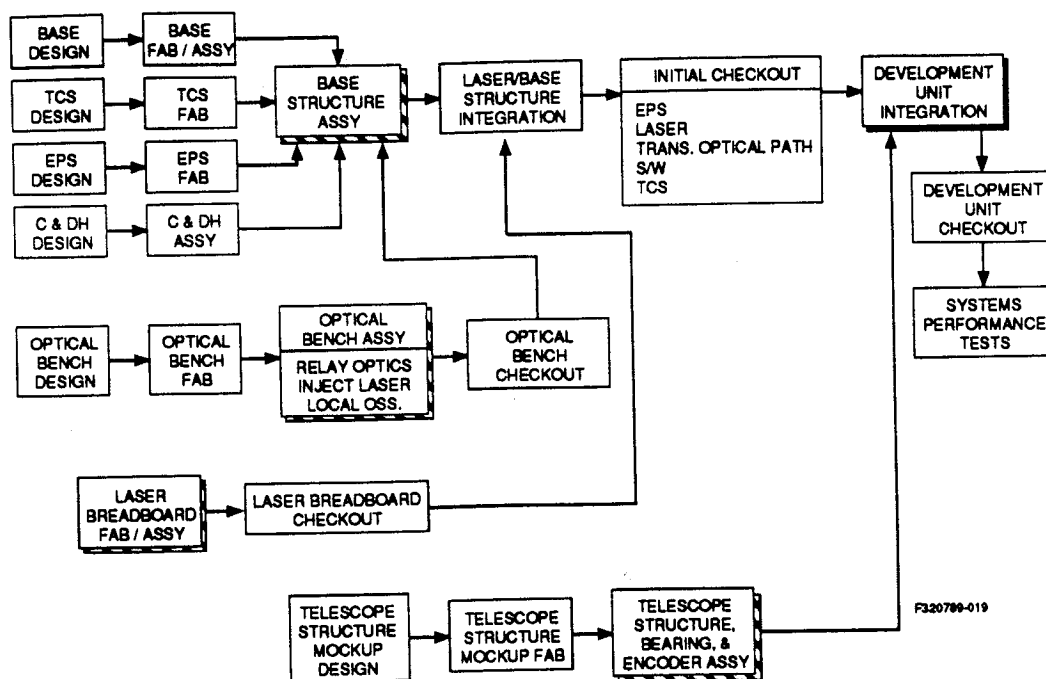 BASE
DESIGN
BASE
FAB / ASSY
TCS
DESIGN
TCS
FAB
EPS
DESIGN
EPS
FAB
C & DH
DESIGN
C & DH
ASSY
BASE
STRUCTURE
ASSY
LASER/BASE
STRUCTURE
INTEGRATION
INITIAL CHECKOUT
EPS
LASER
TRANS. OPTICAL PATH
S/W
TCS
DEVELOPMENT
UNIT
INTEGRATION
DEVELOPMENT
UNIT
CHECKOUT
SYSTEMS
PERFORMANCE
TESTS
OPTICAL
BENCH
DESIGN
OPTICAL
BENCH
FAB
OPTICAL
BENCH ASSY
RELAY OPTICS
INJECT LASER
LOCAL OSS.
OPTICAL
BENCH
CHECKOUT
LASER
BREADBOARD
FAB / ASSY
LASER BREADBOARD
CHECKOUT
TELESCOPE
STRUCTURE
MOCKUP
DESIGN
TELESCOPE
STRUCTURE
MOCKUP FAB
TELESCOPE
STRUCTURE,
BEARING, &
ENCODER ASSY
F320789-019